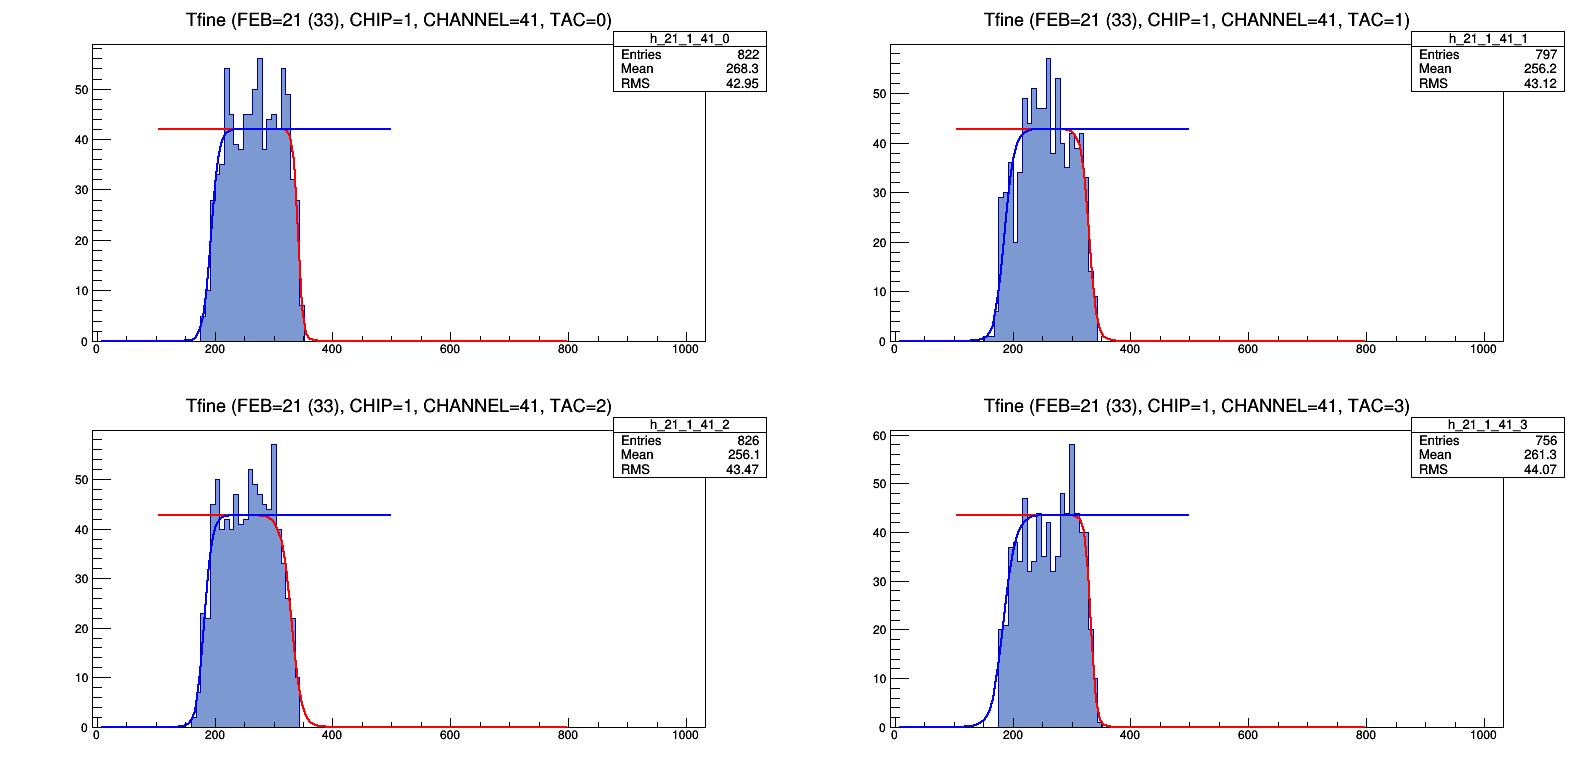 Tfine (FEB=21 (33), CHIP=1, CHANNEL=41, TAC=0)
h_21_1_41_0
Entries 822
Mean 268.3
RMS 42.95
50
40
30
20
10
0
0 200 400 600 800 1000
Tfine (FEB=21 (33), CHIP=1, CHANNEL=41, TAC=1)
h_21_1_41_1
Entries 797
Mean 256.2
RMS 43.12
50
40
30
20
10
0
0 200 400 600 800 1000
Tfine (FEB=21 (33), CHIP=1, CHANNEL=41, TAC=2)
h_21_1_41_2
Entries 826
Mean 256.1
RMS 43.47
50
40
30
20
10
0
0 200 400 600 800 1000
Tfine (FEB=21 (33), CHIP=1, CHANNEL=41, TAC=3)
h_21_1_41_3
Entries 756
Mean 261.3
RMS 44.07
60
50
40
30
20
10
0
0 200 400 600 800 1000